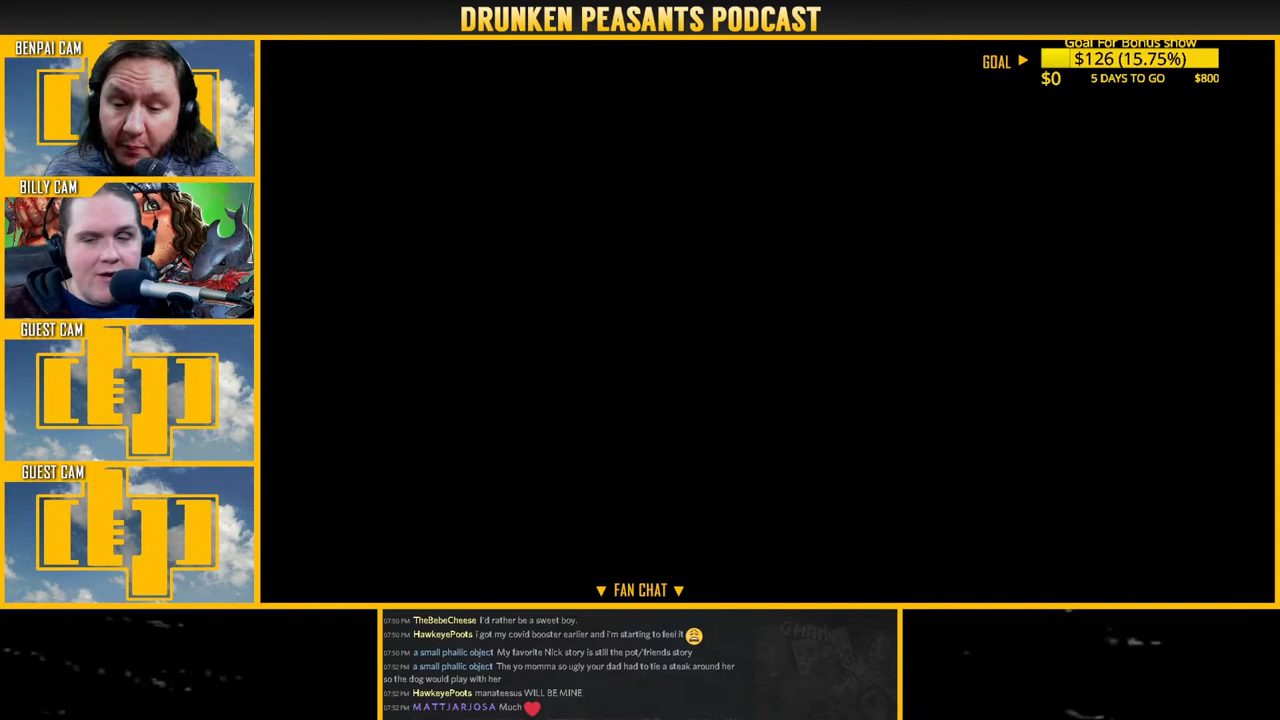 DRUNKEN PEASANTS PODCAST
BENPAI CAM
GOAL ►
Goal For Bonus show
$126 (15.75%)
$0 5 DAYS TO GO $800
BILLY CAM
GUEST CAM
GUEST CAM
▼ FAN CHAT ▼
07:50 PM TheBebeCheese I'd rather be a sweet boy.
07:50 PM HawkeyePoots i got my covid booster earlier and i'm starting to feel it 😩
07:50 PM a small phallic object My favorite Nick story is still the pot/friends story
07:52 PM a small phallic object The yo momma so ugly your dad had to tie a steak around her
so the dog would play with her
07:52 PM HawkeyePoots manateesus WILL BE MINE
07:52 PM MATTJARJOSA Much ❤️